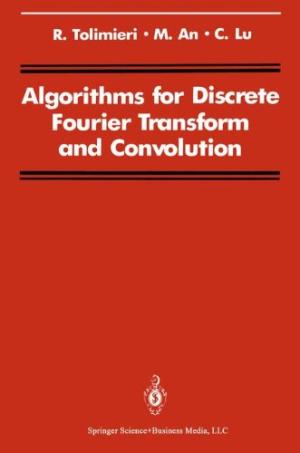 R. Tolimieri • M. An • C. Lu
Algorithms for Discrete
Fourier Transform
and Convolution
Springer Science+Business Media, LLC